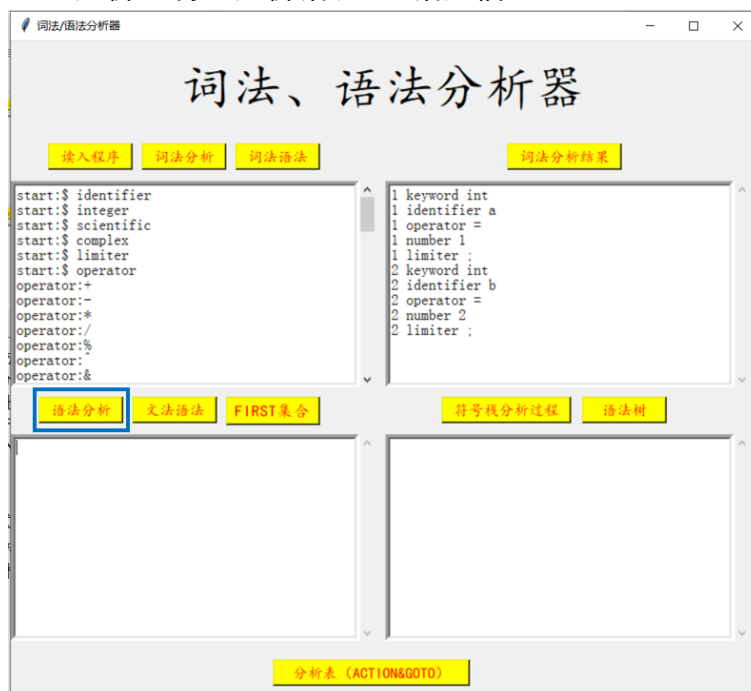 词法/语法分析器
词法、语法分析器
读入程序 词法分析 词法语法 词法分析结果
start:$ identifier
start:$ integer
start:$ scientific
start:$ complex
start:$ limiter
start:$ operator
operator:+
operator:-
operator:*
operator:/
operator:%
operator:^
operator:&
1 keyword int
1 identifier a
1 operator =
1 number 1
1 limiter ;
2 keyword int
2 identifier b
2 operator =
2 number 2
2 limiter ;
语法分析 文法语法 FIRST集合 符号栈分析过程 语法树
分析表（ACTION&GOTO）